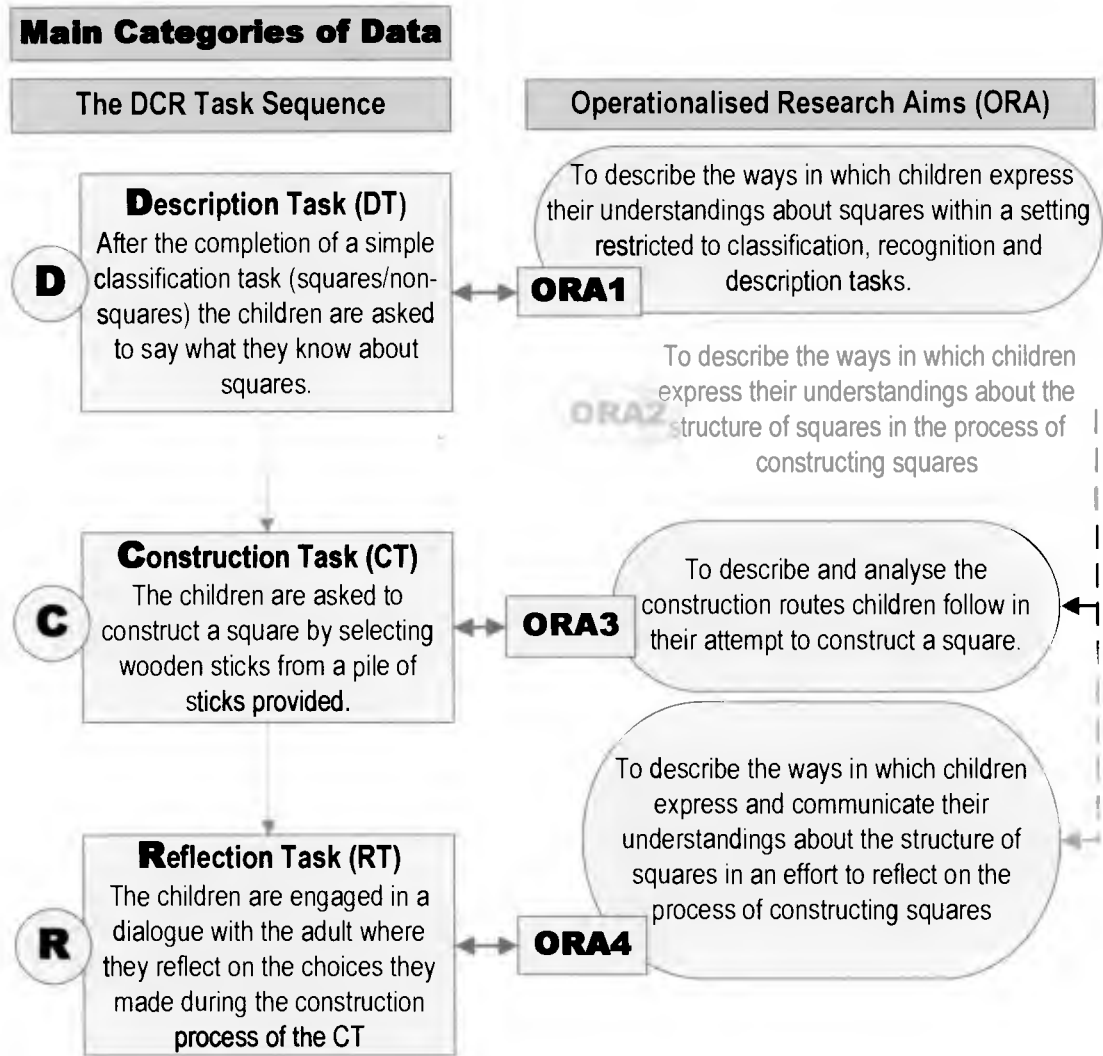 Main Categories of Data
The DCR Task Sequence
Operationalised Research Aims (ORA)
D
Description Task (DT)
After the completion of a simple
classification task (squares/non-
squares) the children are asked
to say what they know about
squares.
ORA1
To describe the ways in which children express
their understandings about squares within a setting
restricted to classification, recognition and
description tasks.
ORA2
To describe the ways in which children
express their understandings about the
structure of squares in the process of
constructing squares
C
Construction Task (CT)
The children are asked to
construct a square by selecting
wooden sticks from a pile of
sticks provided.
ORA3
To describe and analyse the
construction routes children follow in
their attempt to construct a square.
R
Reflection Task (RT)
The children are engaged in a
dialogue with the adult where
they reflect on the choices they
made during the construction
process of the CT
ORA4
To describe the ways in which children
express and communicate their
understandings about the structure of
squares in an effort to reflect on the
process of constructing squares